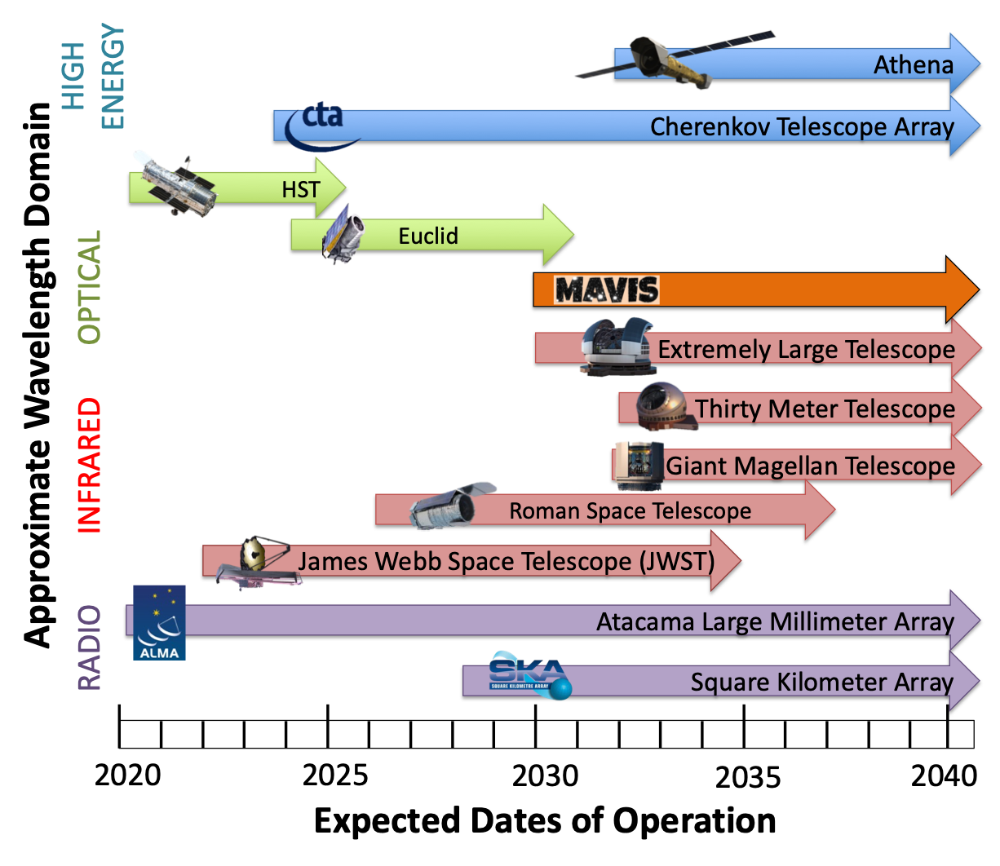 HIGH
ENERGY
Athena
cta
Cherenkov Telescope Array
HST
Euclid
OPTICAL
MAVIS
Extremely Large Telescope
Thirty Meter Telescope
INFRARED
Giant Magellan Telescope
Roman Space Telescope
James Webb Space Telescope (JWST)
Approximate Wavelength Domain
RADIO
ALMA
Atacama Large Millimeter Array
SKA
SQUARE KILOMETRE ARRAY
Square Kilometer Array
2020 2025 2030 2035 2040
Expected Dates of Operation